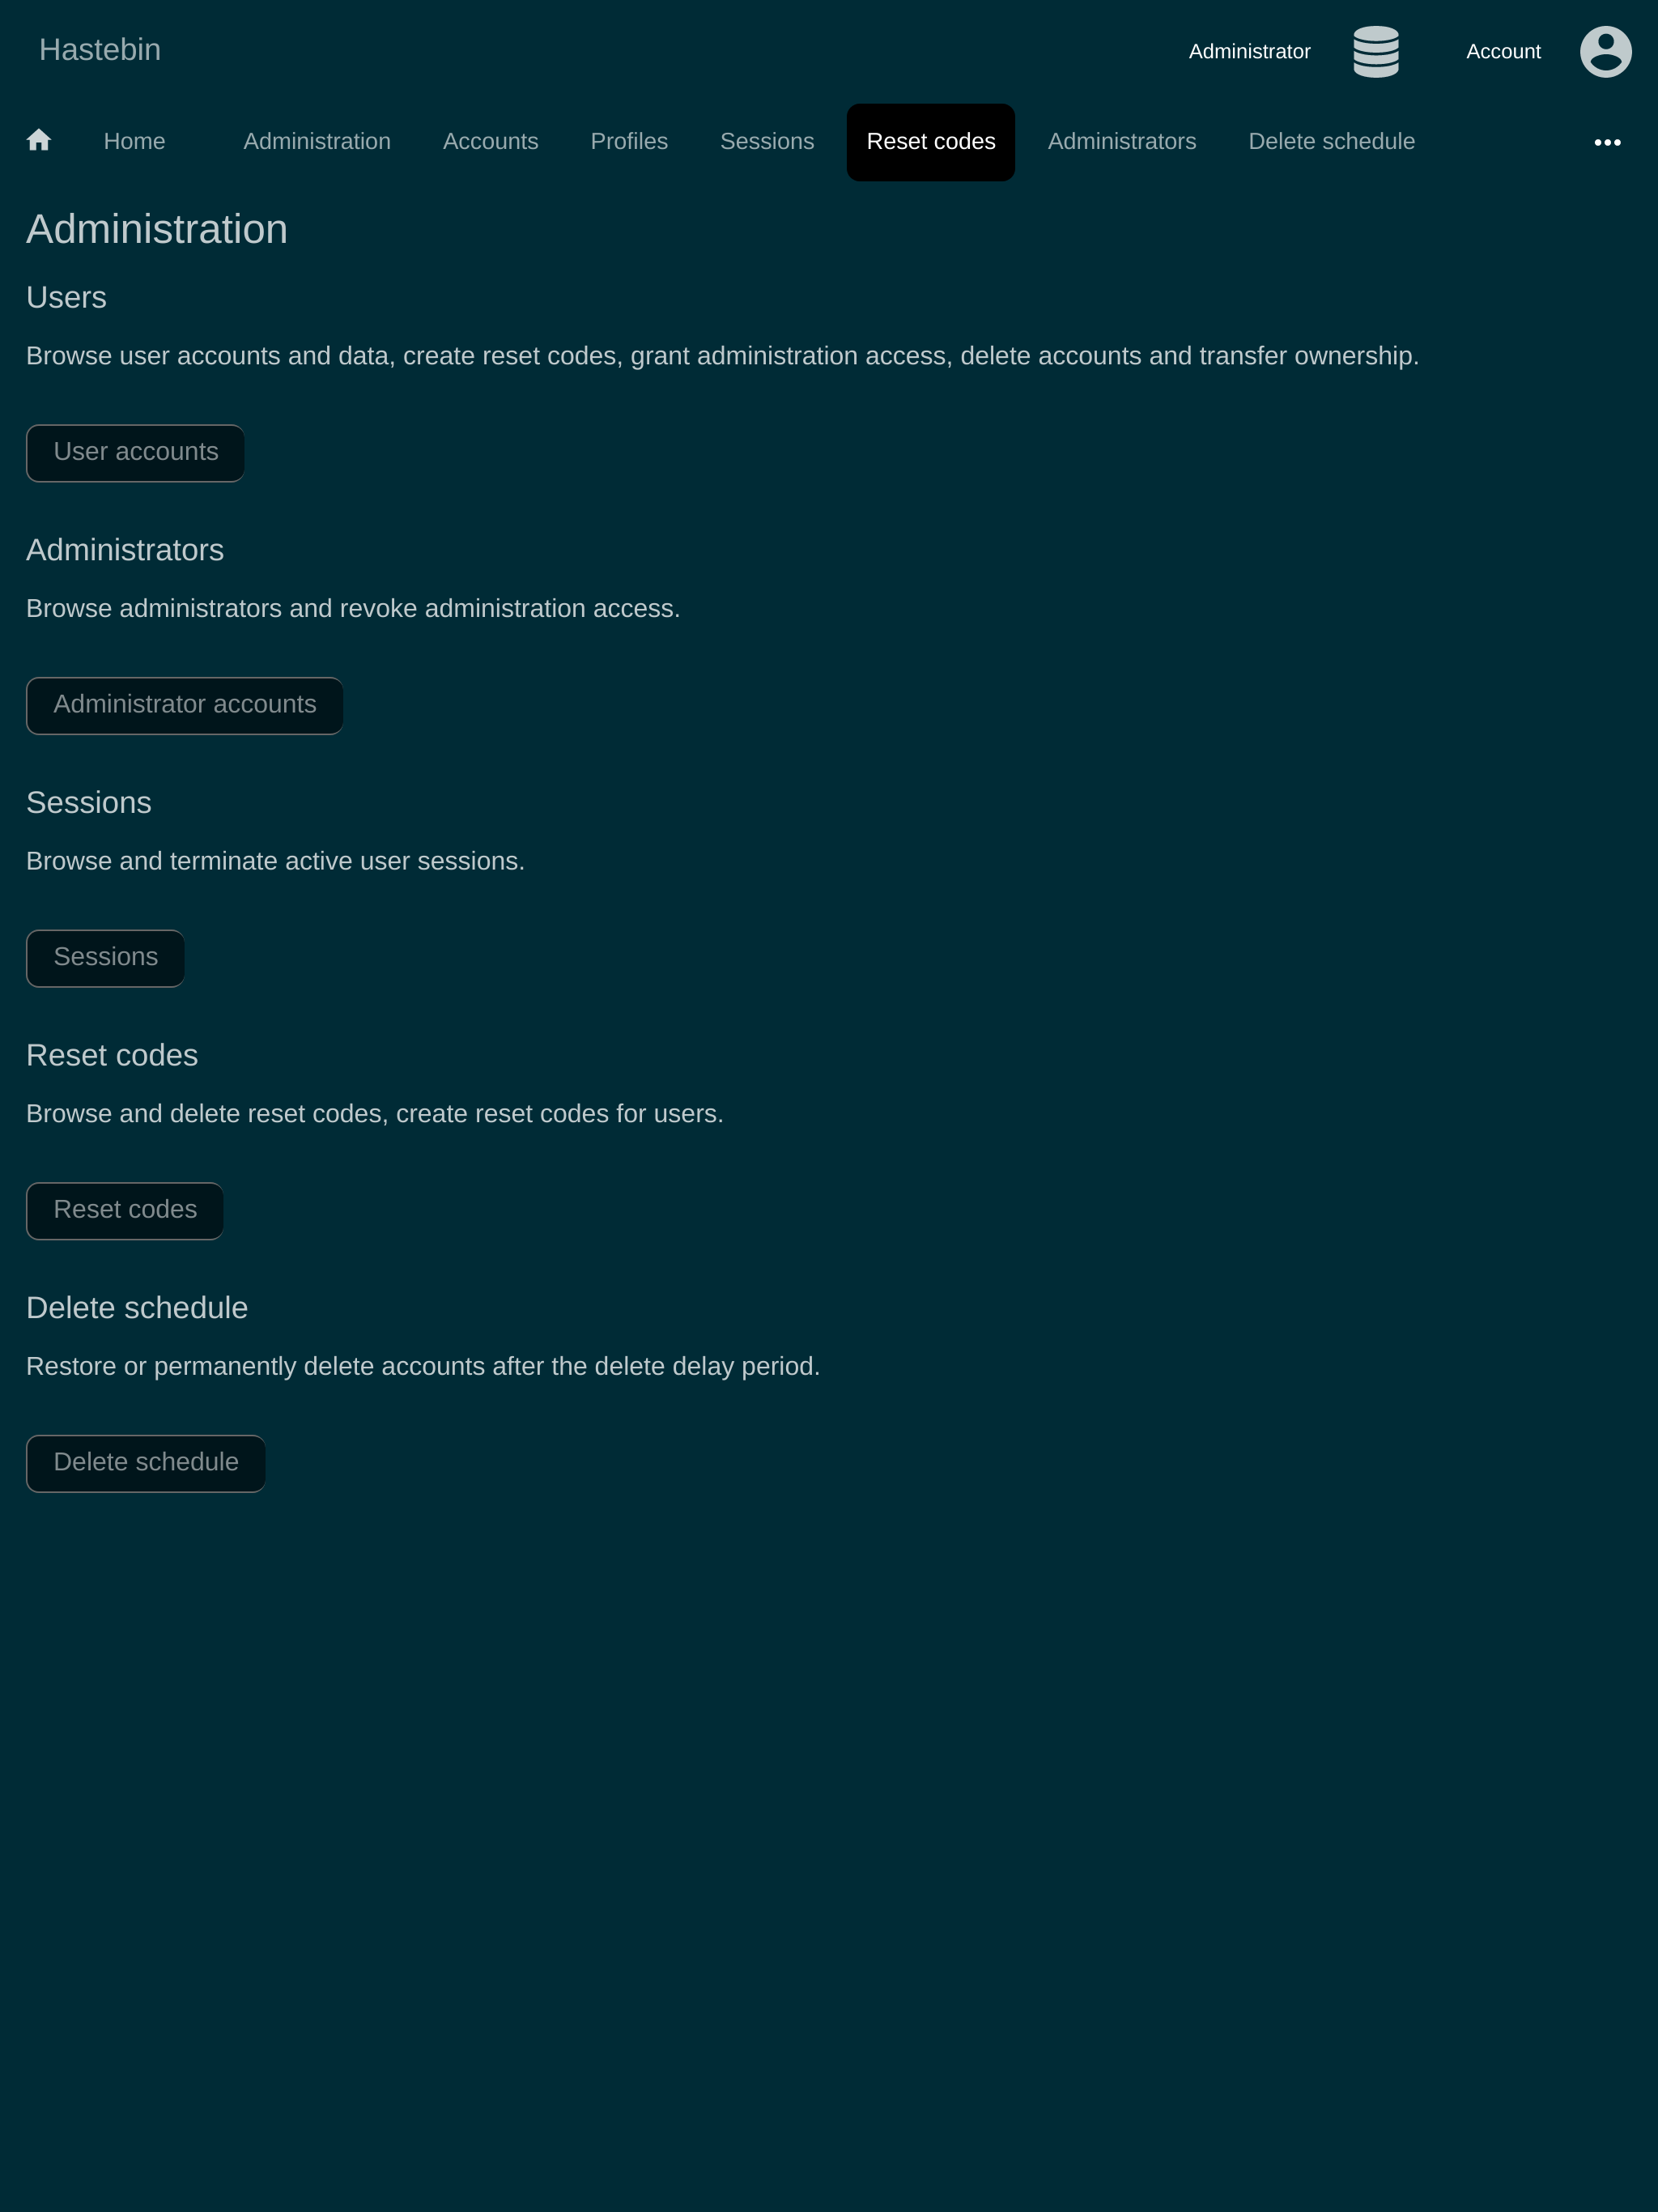 Hastebin
Administrator Account
Home Administration Accounts Profiles Sessions Reset codes Administrators Delete schedule
Administration
Users
Browse user accounts and data, create reset codes, grant administration access, delete accounts and transfer ownership.
User accounts
Administrators
Browse administrators and revoke administration access.
Administrator accounts
Sessions
Browse and terminate active user sessions.
Sessions
Reset codes
Browse and delete reset codes, create reset codes for users.
Reset codes
Delete schedule
Restore or permanently delete accounts after the delete delay period.
Delete schedule